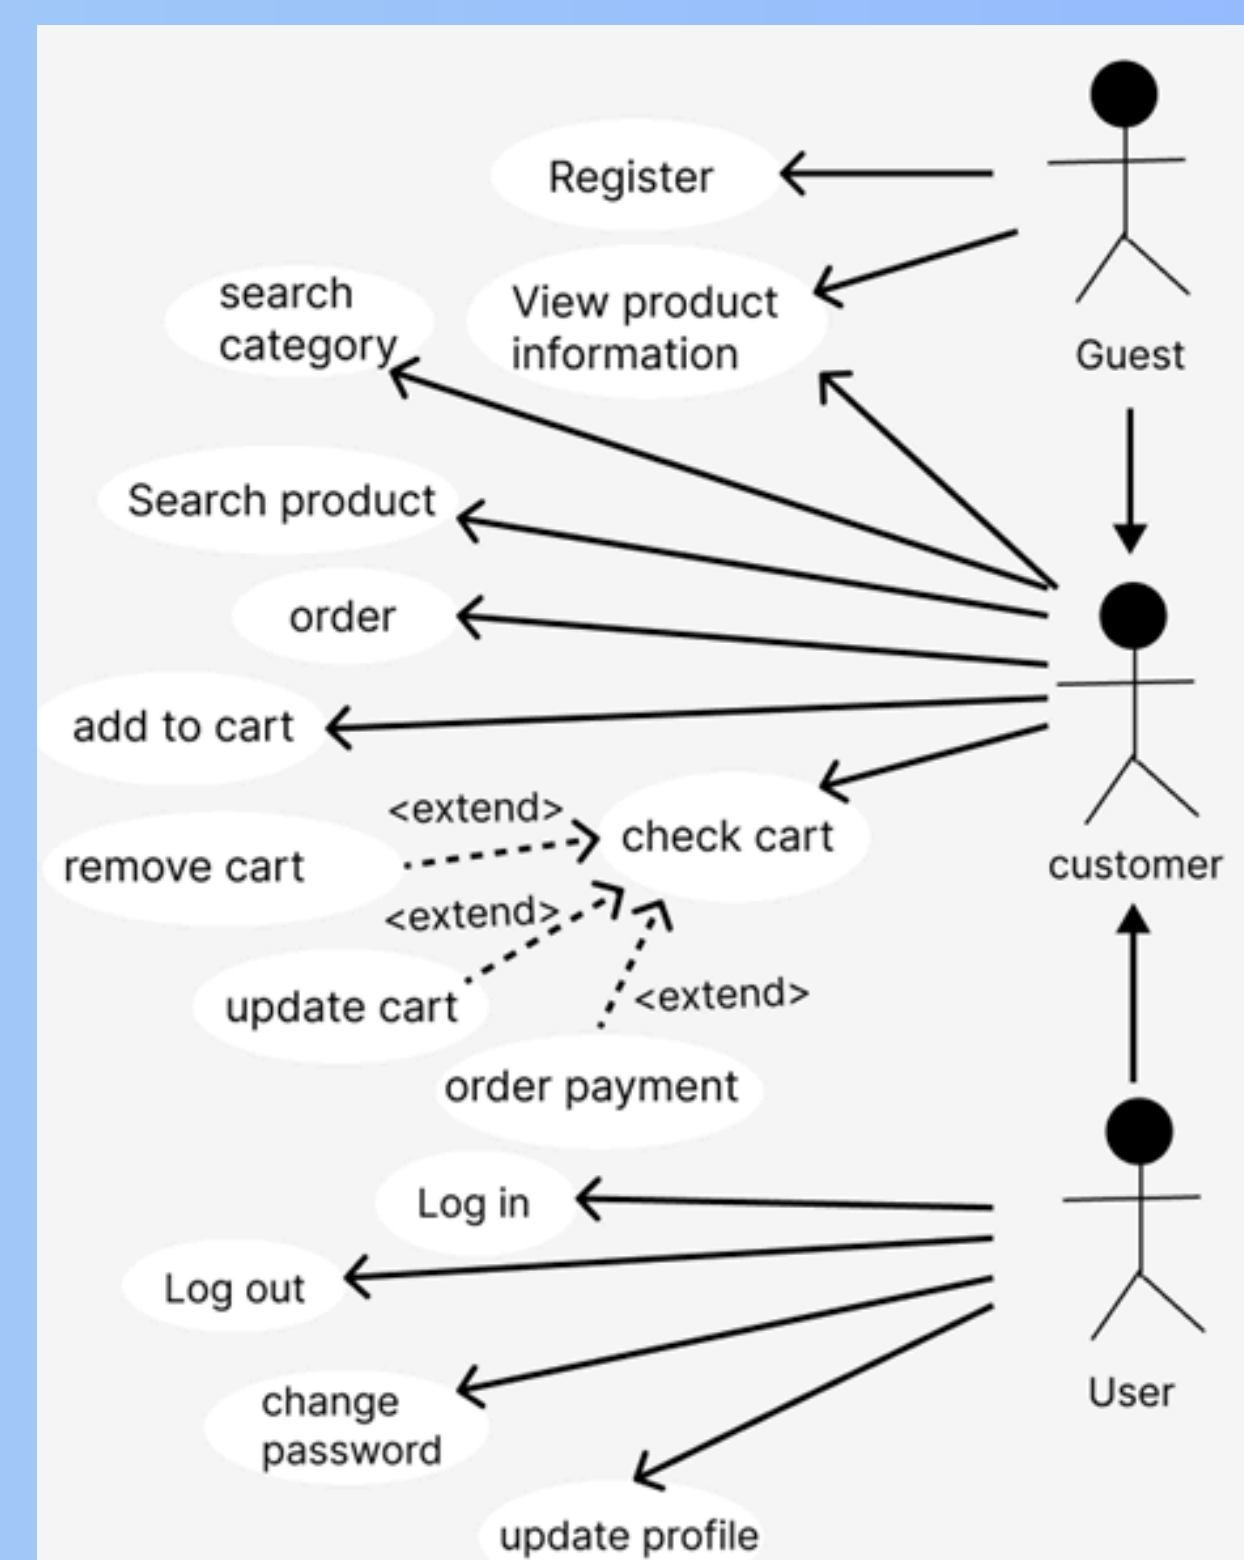 Register
search
category
View product
information
Guest
Search product
order
add to cart
<extend>
check cart
remove cart
customer
<extend>
update cart
<extend>
order payment
Log in
Log out
User
change
password
update profile